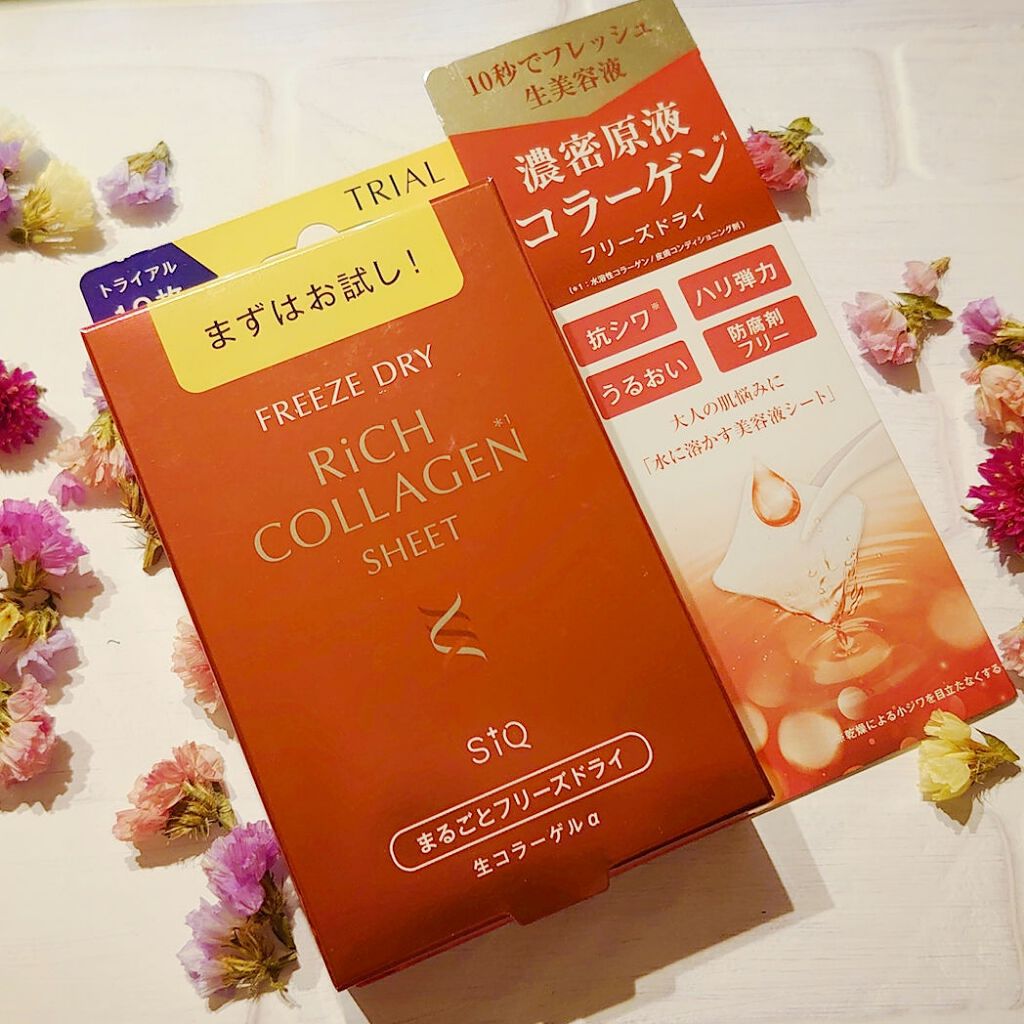 10秒でフレッシュ
生美容液
濃密原液
コラーゲン*1
フリーズドライ
(*1：水溶性コラーゲン/皮膚コンディショニング剤)
抗シワ※
ハリ弾力
うるおい
防腐剤
フリー
大人の肌悩みに
「水に溶かす美容液シート」
※乾燥による小ジワを目立たなくする
TRIAL
トライアル
まずはお試し！
FREEZE DRY
RiCH
COLLAGEN*1
SHEET
StQ
まるごとフリーズドライ
生コラーゲルα